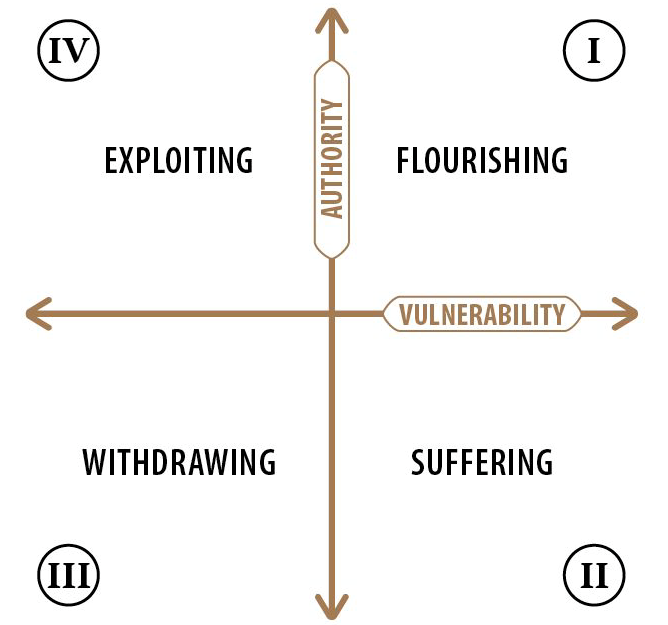 IV
I
EXPLOITING
AUTHORITY
FLOURISHING
VULNERABILITY
WITHDRAWING
SUFFERING
III
II